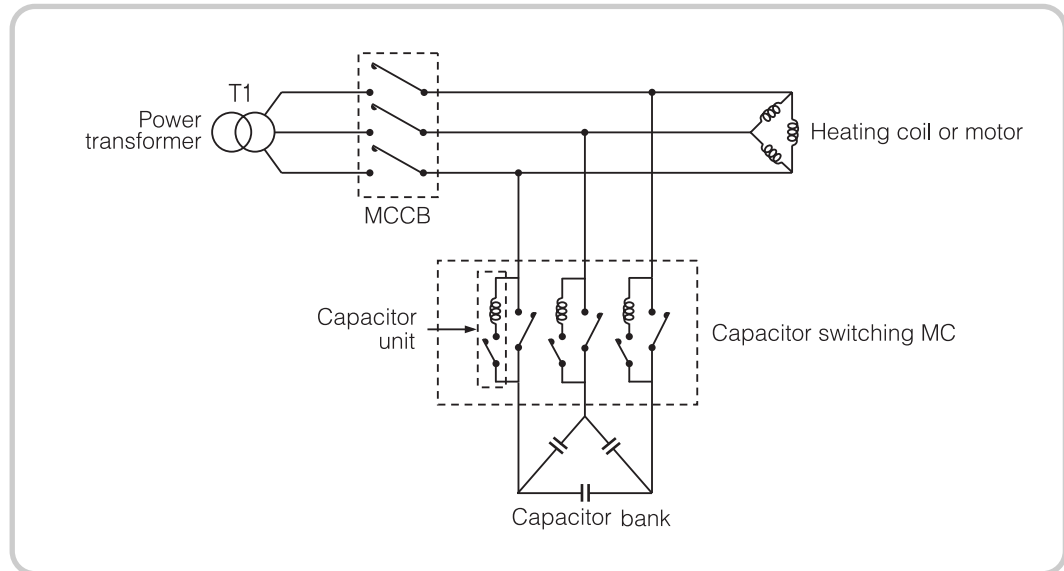 T1
Power
transformer
MCCB
Heating coil or motor
Capacitor
unit
Capacitor switching MC
Capacitor bank